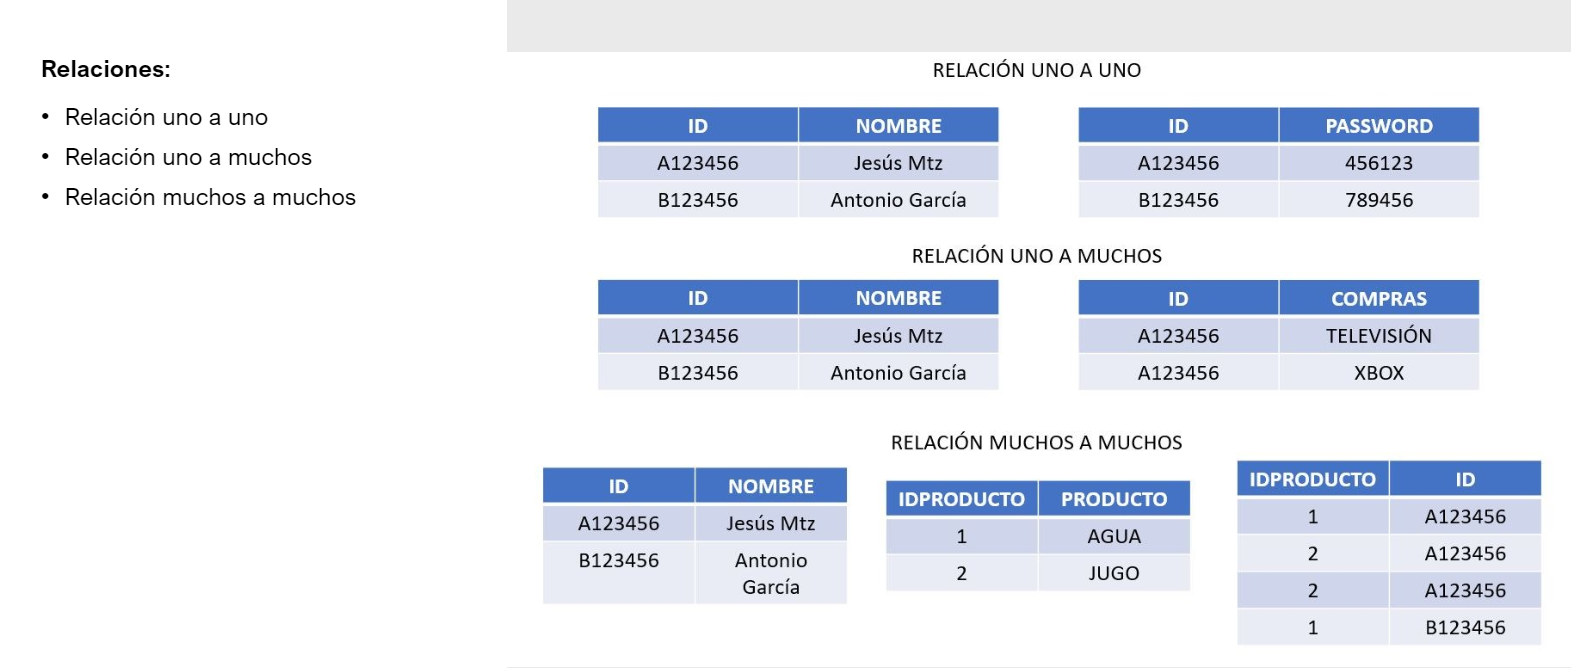 Relaciones:
• Relación uno a uno
• Relación uno a muchos
• Relación muchos a muchos
RELACIÓN UNO A UNO
ID NOMBRE
A123456 Jesús Mtz
B123456 Antonio García
ID PASSWORD
A123456 456123
B123456 789456
RELACIÓN UNO A MUCHOS
ID NOMBRE
A123456 Jesús Mtz
B123456 Antonio García
ID COMPRAS
A123456 TELEVISIÓN
A123456 XBOX
RELACIÓN MUCHOS A MUCHOS
ID NOMBRE
A123456 Jesús Mtz
B123456 Antonio
García
IDPRODUCTO PRODUCTO
1 AGUA
2 JUGO
IDPRODUCTO ID
1 A123456
2 A123456
2 A123456
1 B123456